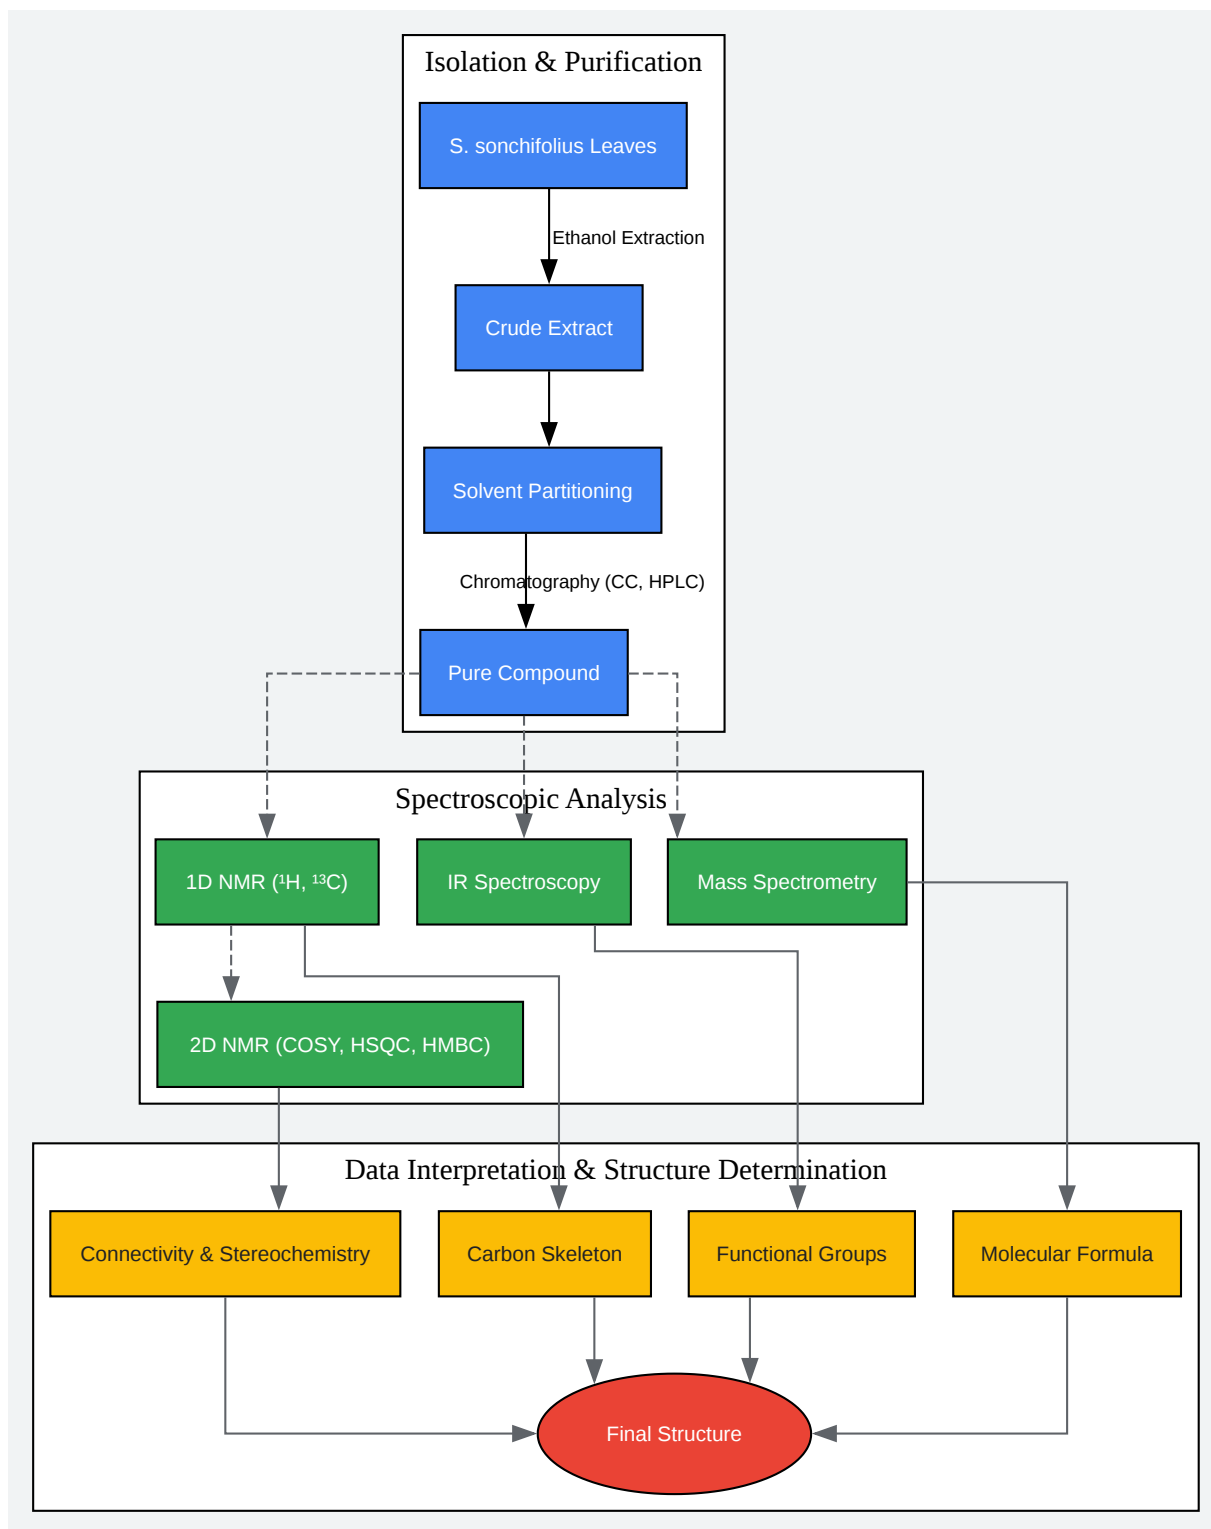 Isolation & Purification
S. sonchifolius Leaves
Ethanol Extraction
Crude Extract
Solvent Partitioning
Chromatography (CC, HPLC)
Pure Compound
Spectroscopic Analysis
1D NMR (¹H, ¹³C)
IR Spectroscopy
Mass Spectrometry
2D NMR (COSY, HSQC, HMBC)
Data Interpretation & Structure Determination
Connectivity & Stereochemistry
Carbon Skeleton
Functional Groups
Molecular Formula
Final Structure